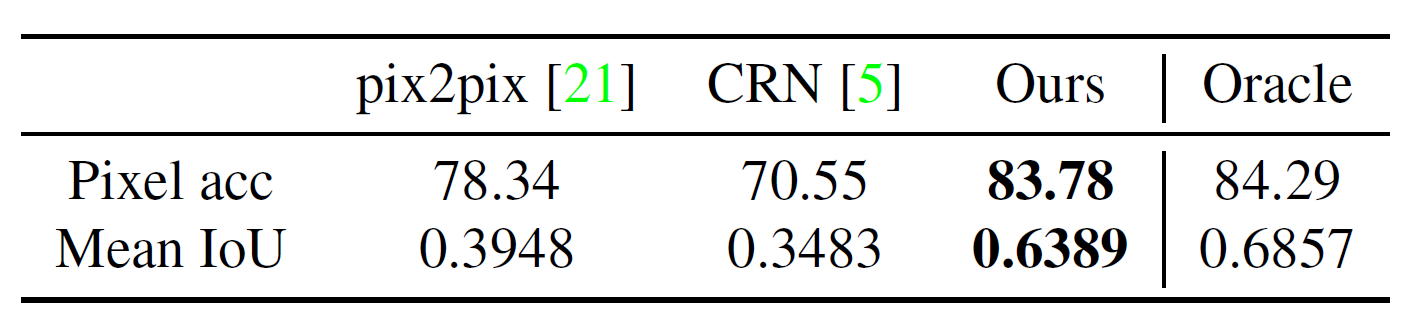 pix2pix [21] CRN [5] Ours Oracle
Pixel acc 78.34 70.55 83.78 84.29
Mean IoU 0.3948 0.3483 0.6389 0.6857